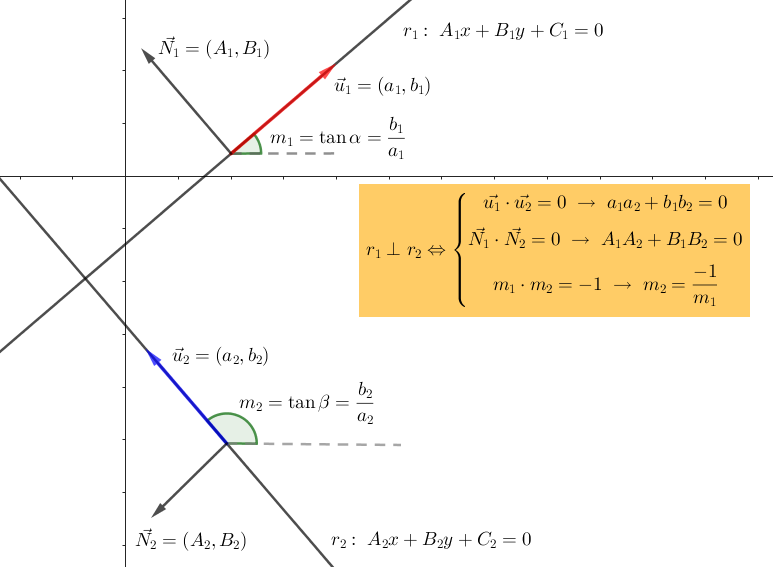 r₁ : A₁x + B₁y + C₁ = 0
N⃗₁ = (A₁, B₁)
u⃗₁ = (a₁, b₁)
m₁ = tan α = b₁/a₁
r₁ ⊥ r₂ ⇔ {
u⃗₁ · u⃗₂ = 0 → a₁a₂ + b₁b₂ = 0
N⃗₁ · N⃗₂ = 0 → A₁A₂ + B₁B₂ = 0
m₁ · m₂ = −1 → m₂ = −1/m₁
u⃗₂ = (a₂, b₂)
m₂ = tan β = b₂/a₂
N⃗₂ = (A₂, B₂)
r₂ : A₂x + B₂y + C₂ = 0